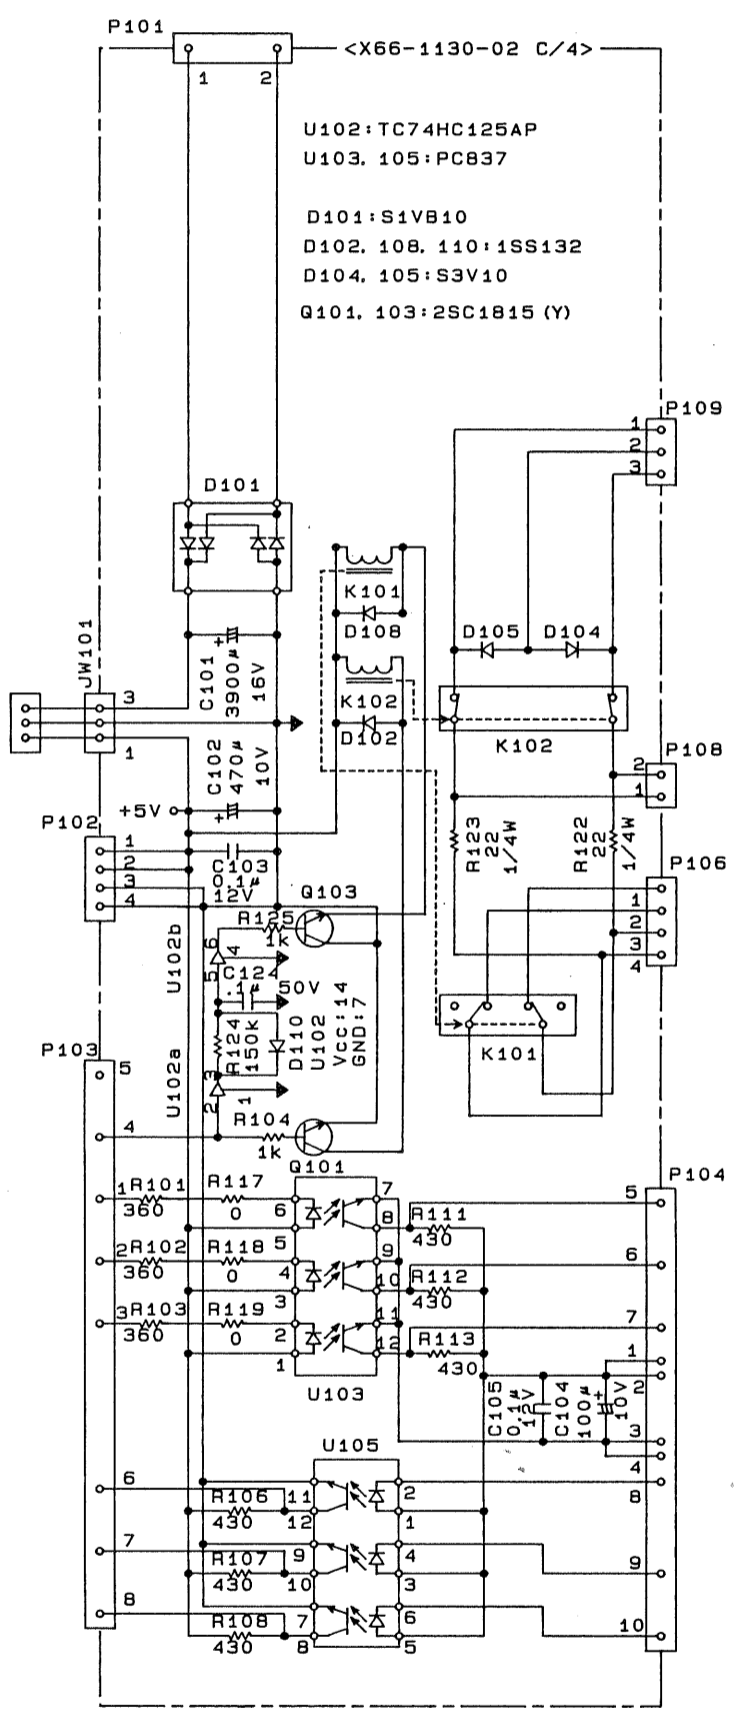 P101
<X66-1130-02 C/4>
1 2
U102:TC74HC125AP
U103. 105:PC837
D101:S1VB10
D102. 108. 110:1SS132
D104. 105:S3V10
Q101. 103:2SC1815 (Y)
P109
1
2
3
D101
K101
D108
K102
D102
D105 D104
K102
JW101
3
1
C101
3900µ
16V
C102
470µ
10V
+5V
P108
2
1
R123
22
1/4W
R122
22
1/4W
P102
1
2
3
4
C103
0.1µ
12V
P106
1
2
3
4
Q103
R125
1k
U102b
6
5
4
C124
.1µ 50V
R124
150k
D110
U102
Vcc:14
GND:7
K101
P103
5
4
U102a
3
2
1
R104
1k
Q101
P104
1 R101 360
R117 0
6
5
7
8
R111
430
5
2 R102 360
R118 0
4
3
9
10
R112
430
6
3 R103 360
R119 0
2
1
11
12
R113
430
7
U103
1
2
3
4
C105
0.1µ
12V
C104
100µ
10V
U105
6
R106
430
11
12
2
1
8
7
R107
430
9
10
4
3
9
8
R108
430
7
8
6
5
10